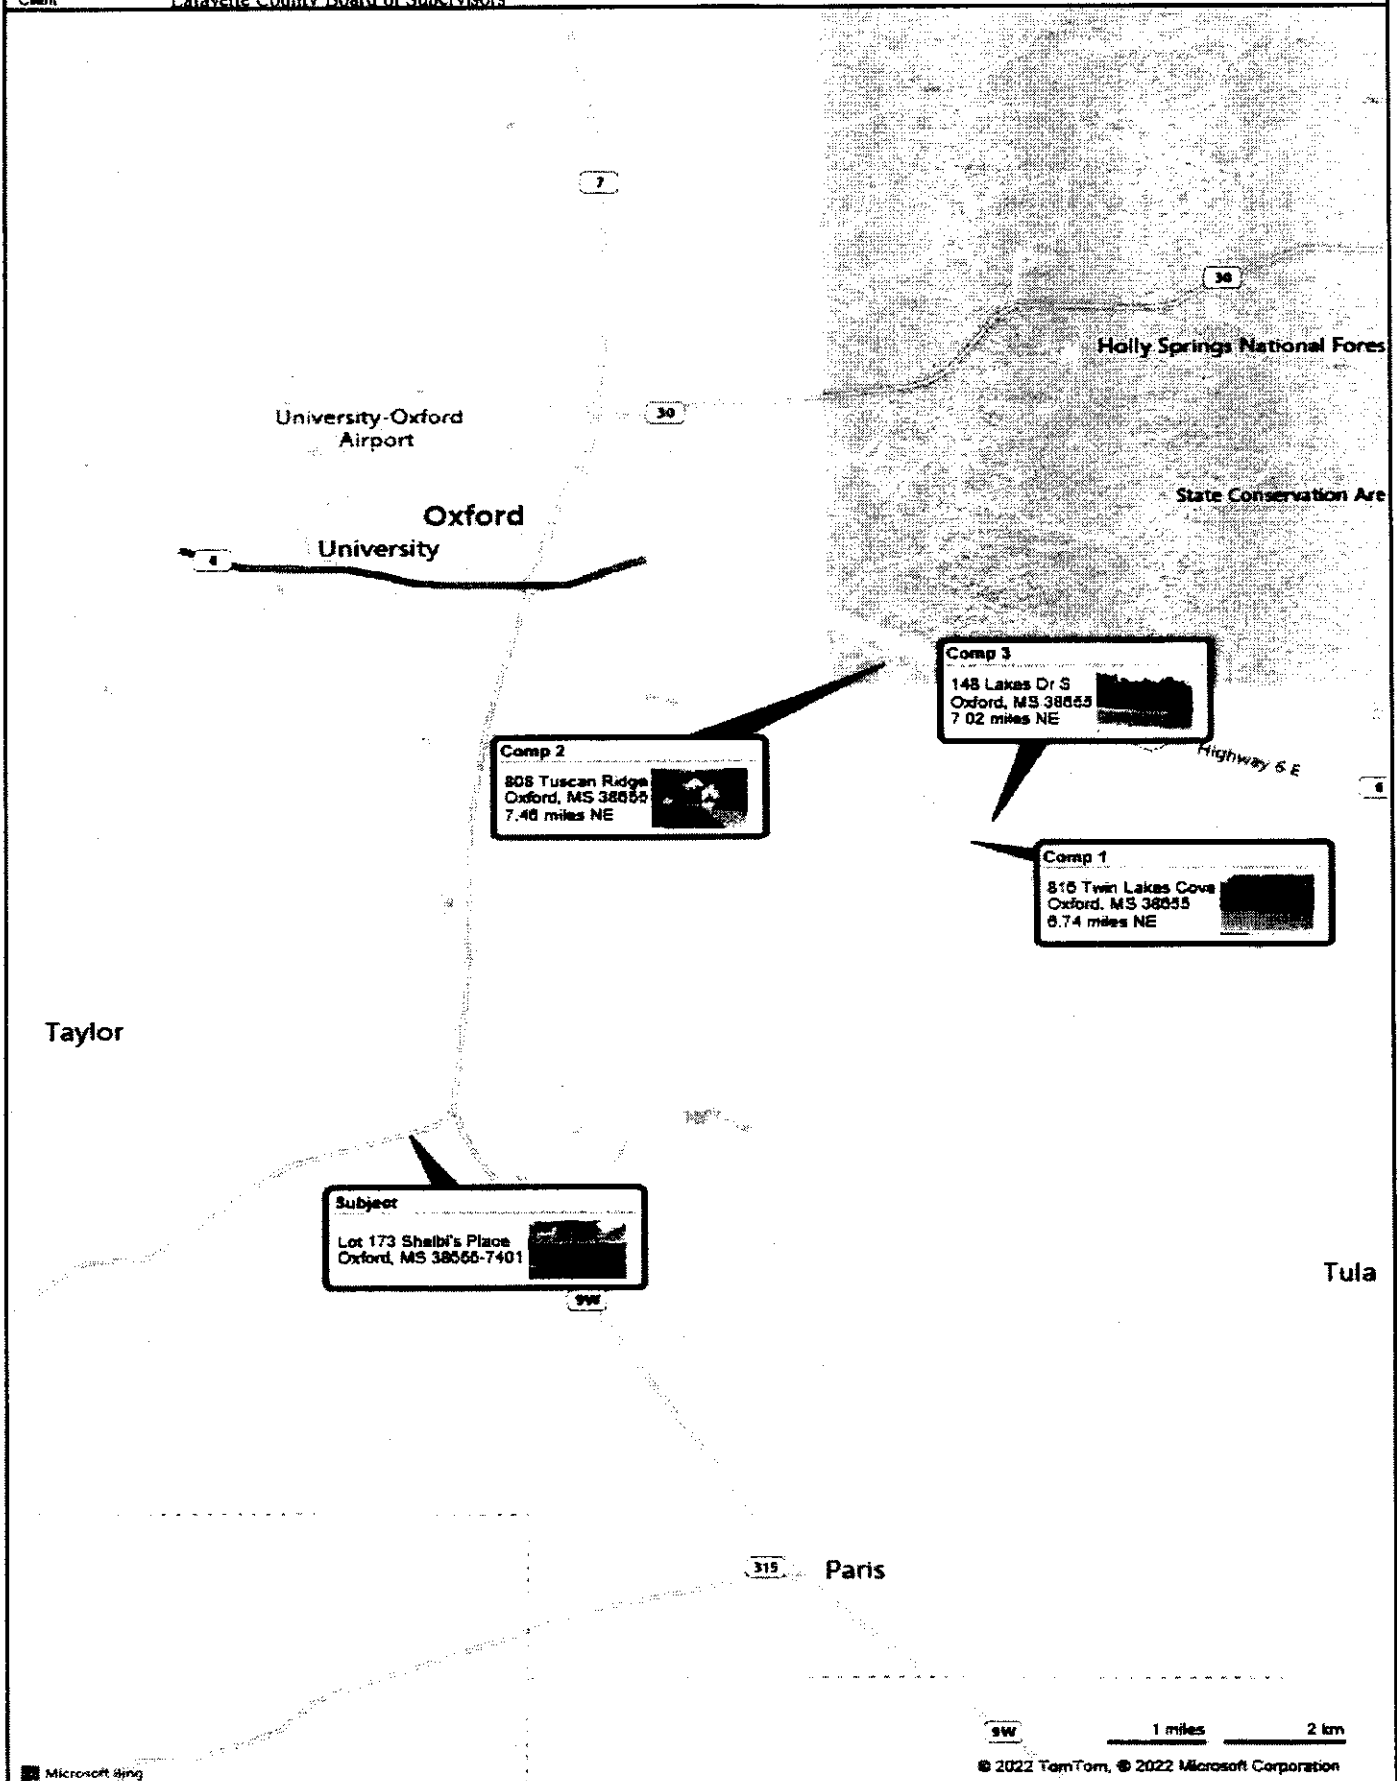 Client Lafayette County Board of Supervisors
7
30
Holly Springs National Fores
University-Oxford
Airport
30
State Conservation Are
Oxford
University
6
Comp 3
148 Lakes Dr S
Oxford, MS 38655
7.02 miles NE
Highway 6 E
6
Comp 2
808 Tuscan Ridge
Oxford, MS 38655
7.46 miles NE
Comp 1
816 Twin Lakes Cove
Oxford, MS 38655
6.74 miles NE
Taylor
Subject
Lot 173 Shelbi's Place
Oxford, MS 38655-7401
Tula
9W
315
Paris
9W
1 miles
2 km
Microsoft Bing
© 2022 TomTom, © 2022 Microsoft Corporation